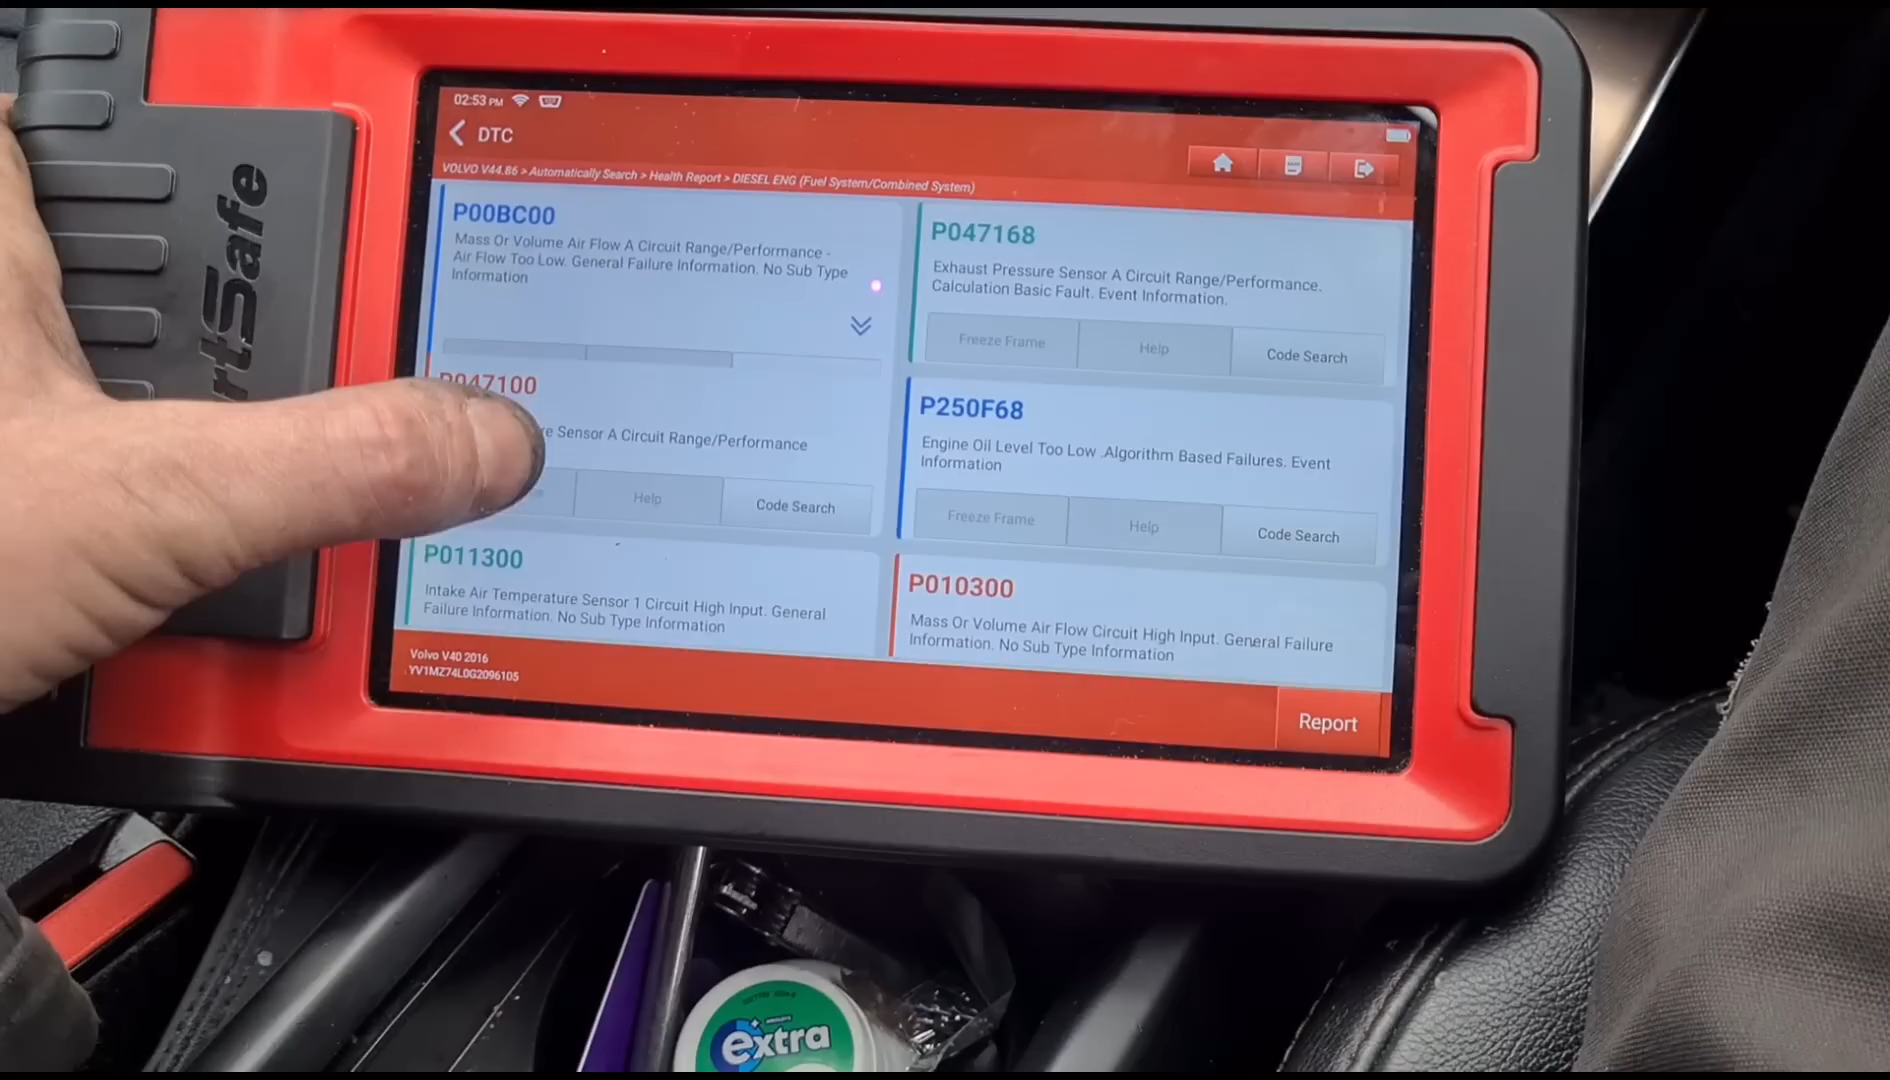 rtSafe
02:53 PM
DTC
VOLVO V44.86 > Automatically Search > Health Report > DIESEL ENG (Fuel System/Combined System)
P00BC00
Mass Or Volume Air Flow A Circuit Range/Performance -
Air Flow Too Low. General Failure Information. No Sub Type
Information
P047168
Exhaust Pressure Sensor A Circuit Range/Performance.
Calculation Basic Fault. Event Information.
Freeze Frame
Help
Code Search
P047100
Sensor A Circuit Range/Performance
Help
Code Search
P250F68
Engine Oil Level Too Low .Algorithm Based Failures. Event
Information
Freeze Frame
Help
Code Search
P011300
Intake Air Temperature Sensor 1 Circuit High Input. General
Failure Information. No Sub Type Information
P010300
Mass Or Volume Air Flow Circuit High Input. General Failure
Information. No Sub Type Information
Volvo V40 2016
YV1MZ74L0G2096105
Report
extra